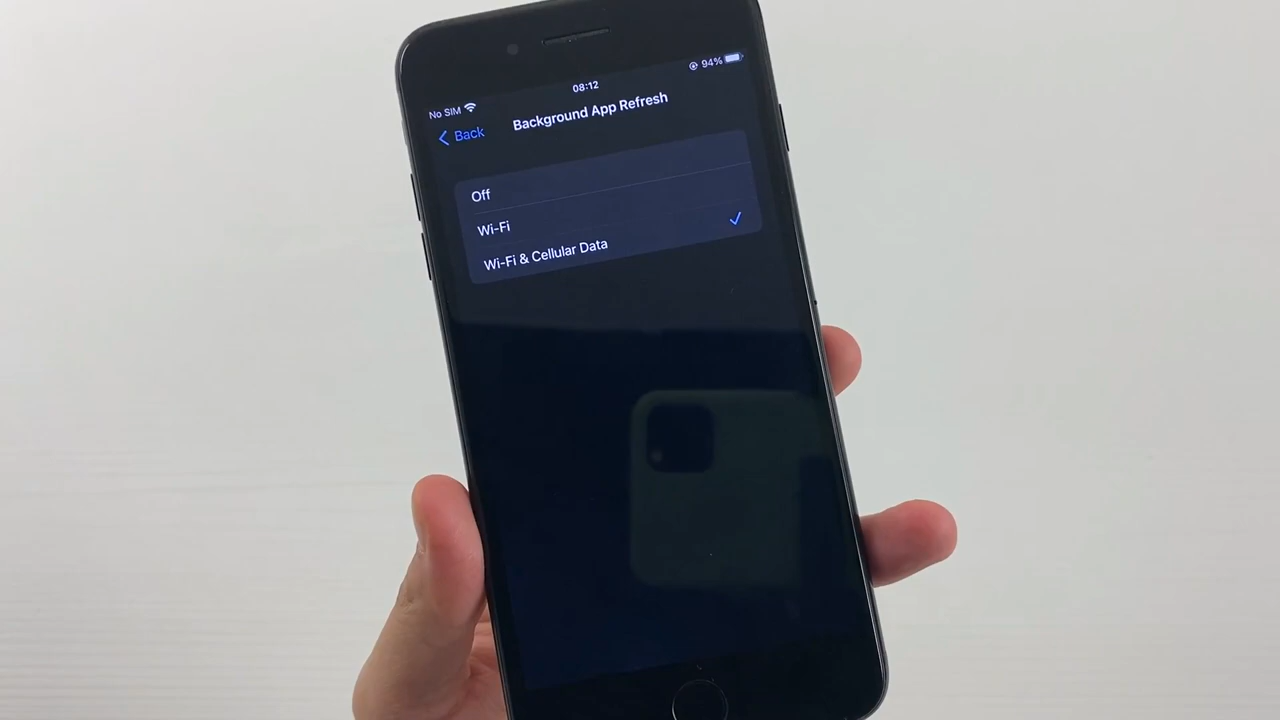 08:12
No SIM 94%
Back Background App Refresh
Off
Wi-Fi
Wi-Fi & Cellular Data